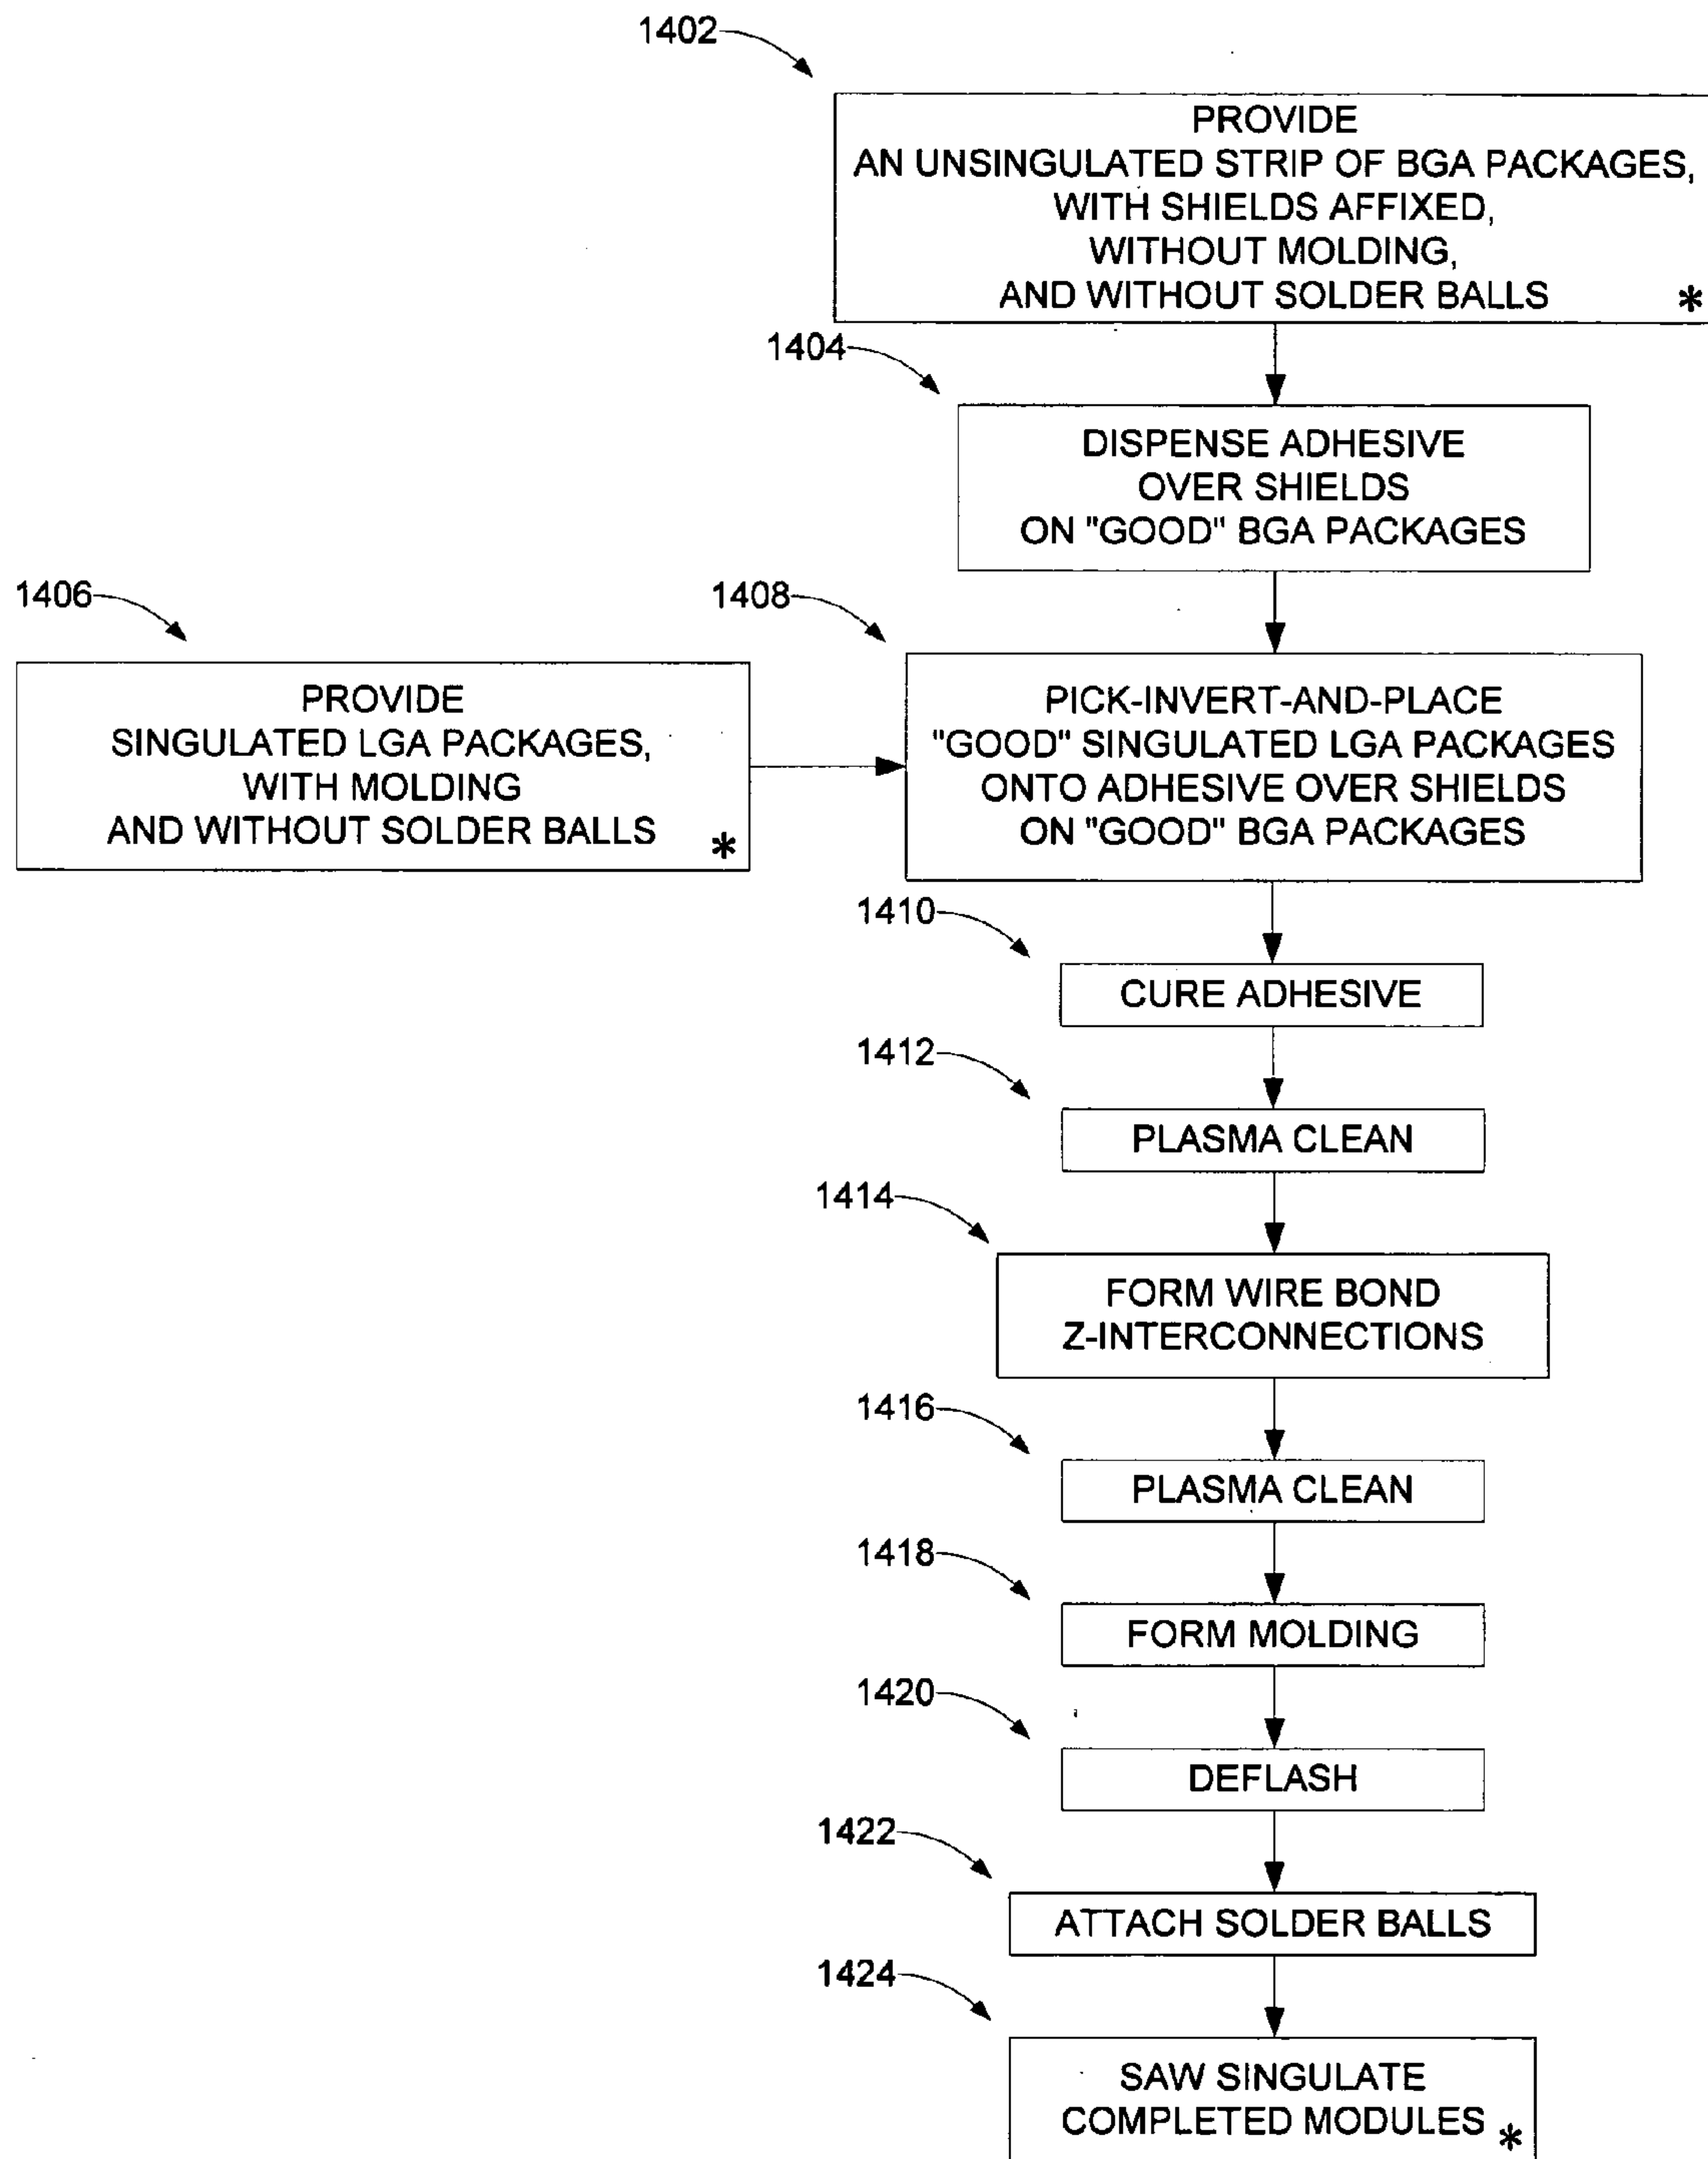 1402
PROVIDE
AN UNSINGULATED STRIP OF BGA PACKAGES,
WITH SHIELDS AFFIXED,
WITHOUT MOLDING,
AND WITHOUT SOLDER BALLS *
1404
DISPENSE ADHESIVE
OVER SHIELDS
ON "GOOD" BGA PACKAGES
1406
PROVIDE
SINGULATED LGA PACKAGES,
WITH MOLDING
AND WITHOUT SOLDER BALLS *
1408
PICK-INVERT-AND-PLACE
"GOOD" SINGULATED LGA PACKAGES
ONTO ADHESIVE OVER SHIELDS
ON "GOOD" BGA PACKAGES
1410
CURE ADHESIVE
1412
PLASMA CLEAN
1414
FORM WIRE BOND
Z-INTERCONNECTIONS
1416
PLASMA CLEAN
1418
FORM MOLDING
1420
DEFLASH
1422
ATTACH SOLDER BALLS
1424
SAW SINGULATE
COMPLETED MODULES *